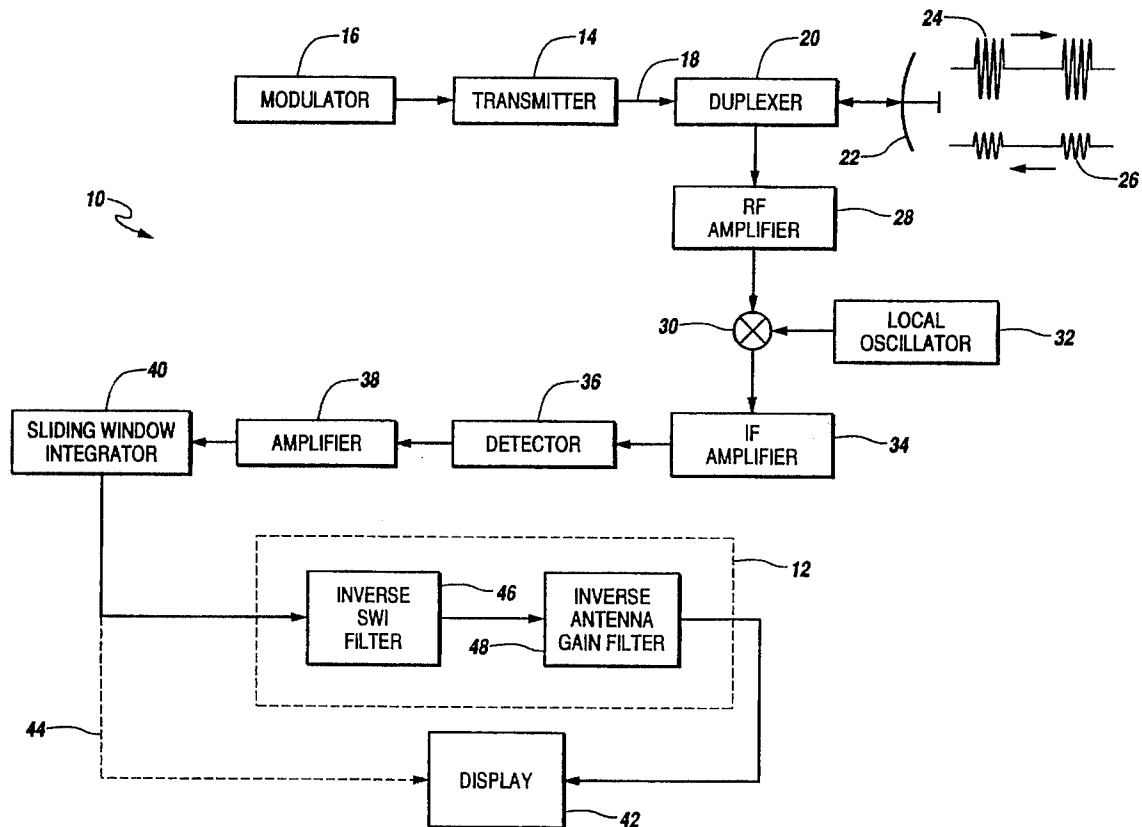 16
14
18
20
24
MODULATOR
TRANSMITTER
DUPLEXER
22
26
10
RF
AMPLIFIER
28
30
LOCAL
OSCILLATOR
32
40
38
36
SLIDING WINDOW
INTEGRATOR
AMPLIFIER
DETECTOR
IF
AMPLIFIER
34
12
INVERSE
SWI
FILTER
46
INVERSE
ANTENNA
GAIN FILTER
48
44
DISPLAY
42